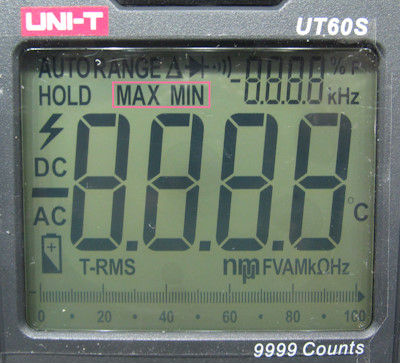 UNI-T UT60S
AUTO RANGE Δ %F
HOLD MAX MIN -8.8.8.8 kHz
DC
AC 8.8.8.8 °C
T-RMS nmµ FVAMkΩHz
0 20 40 60 80 100
9999 Counts